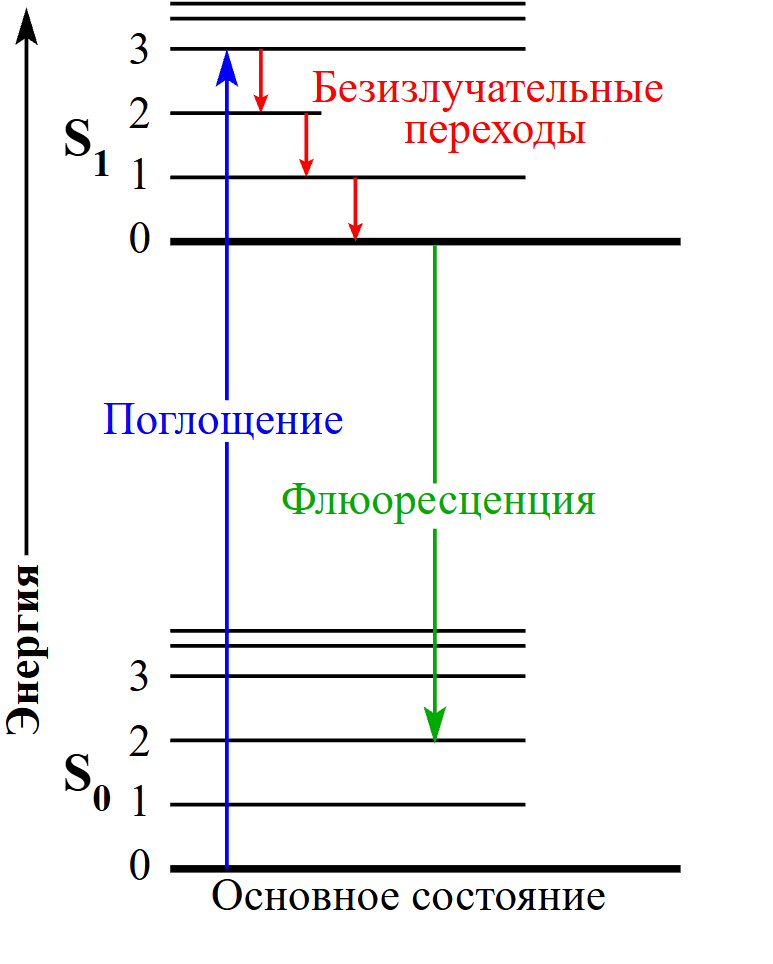 3
Безизлучательные
2
переходы
S1
1
0
Поглощение
Флюоресценция
Энергия
3
2
S0
1
0
Основное состояние